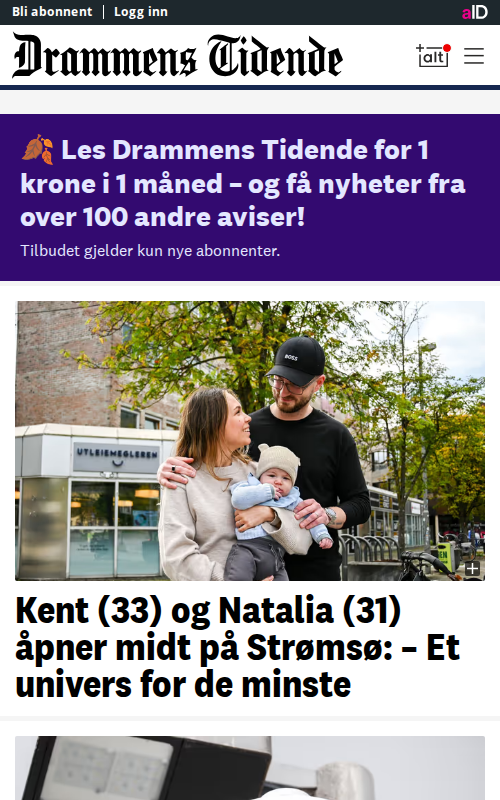 Bli abonnent Logg inn aID
Drammens Tidende +alt
🍂 Les Drammens Tidende for 1
krone i 1 måned – og få nyheter fra
over 100 andre aviser!
Tilbudet gjelder kun nye abonnenter.
BOSS
UTLEIEMEGLEREN
Kent (33) og Natalia (31)
åpner midt på Strømsø: – Et
univers for de minste